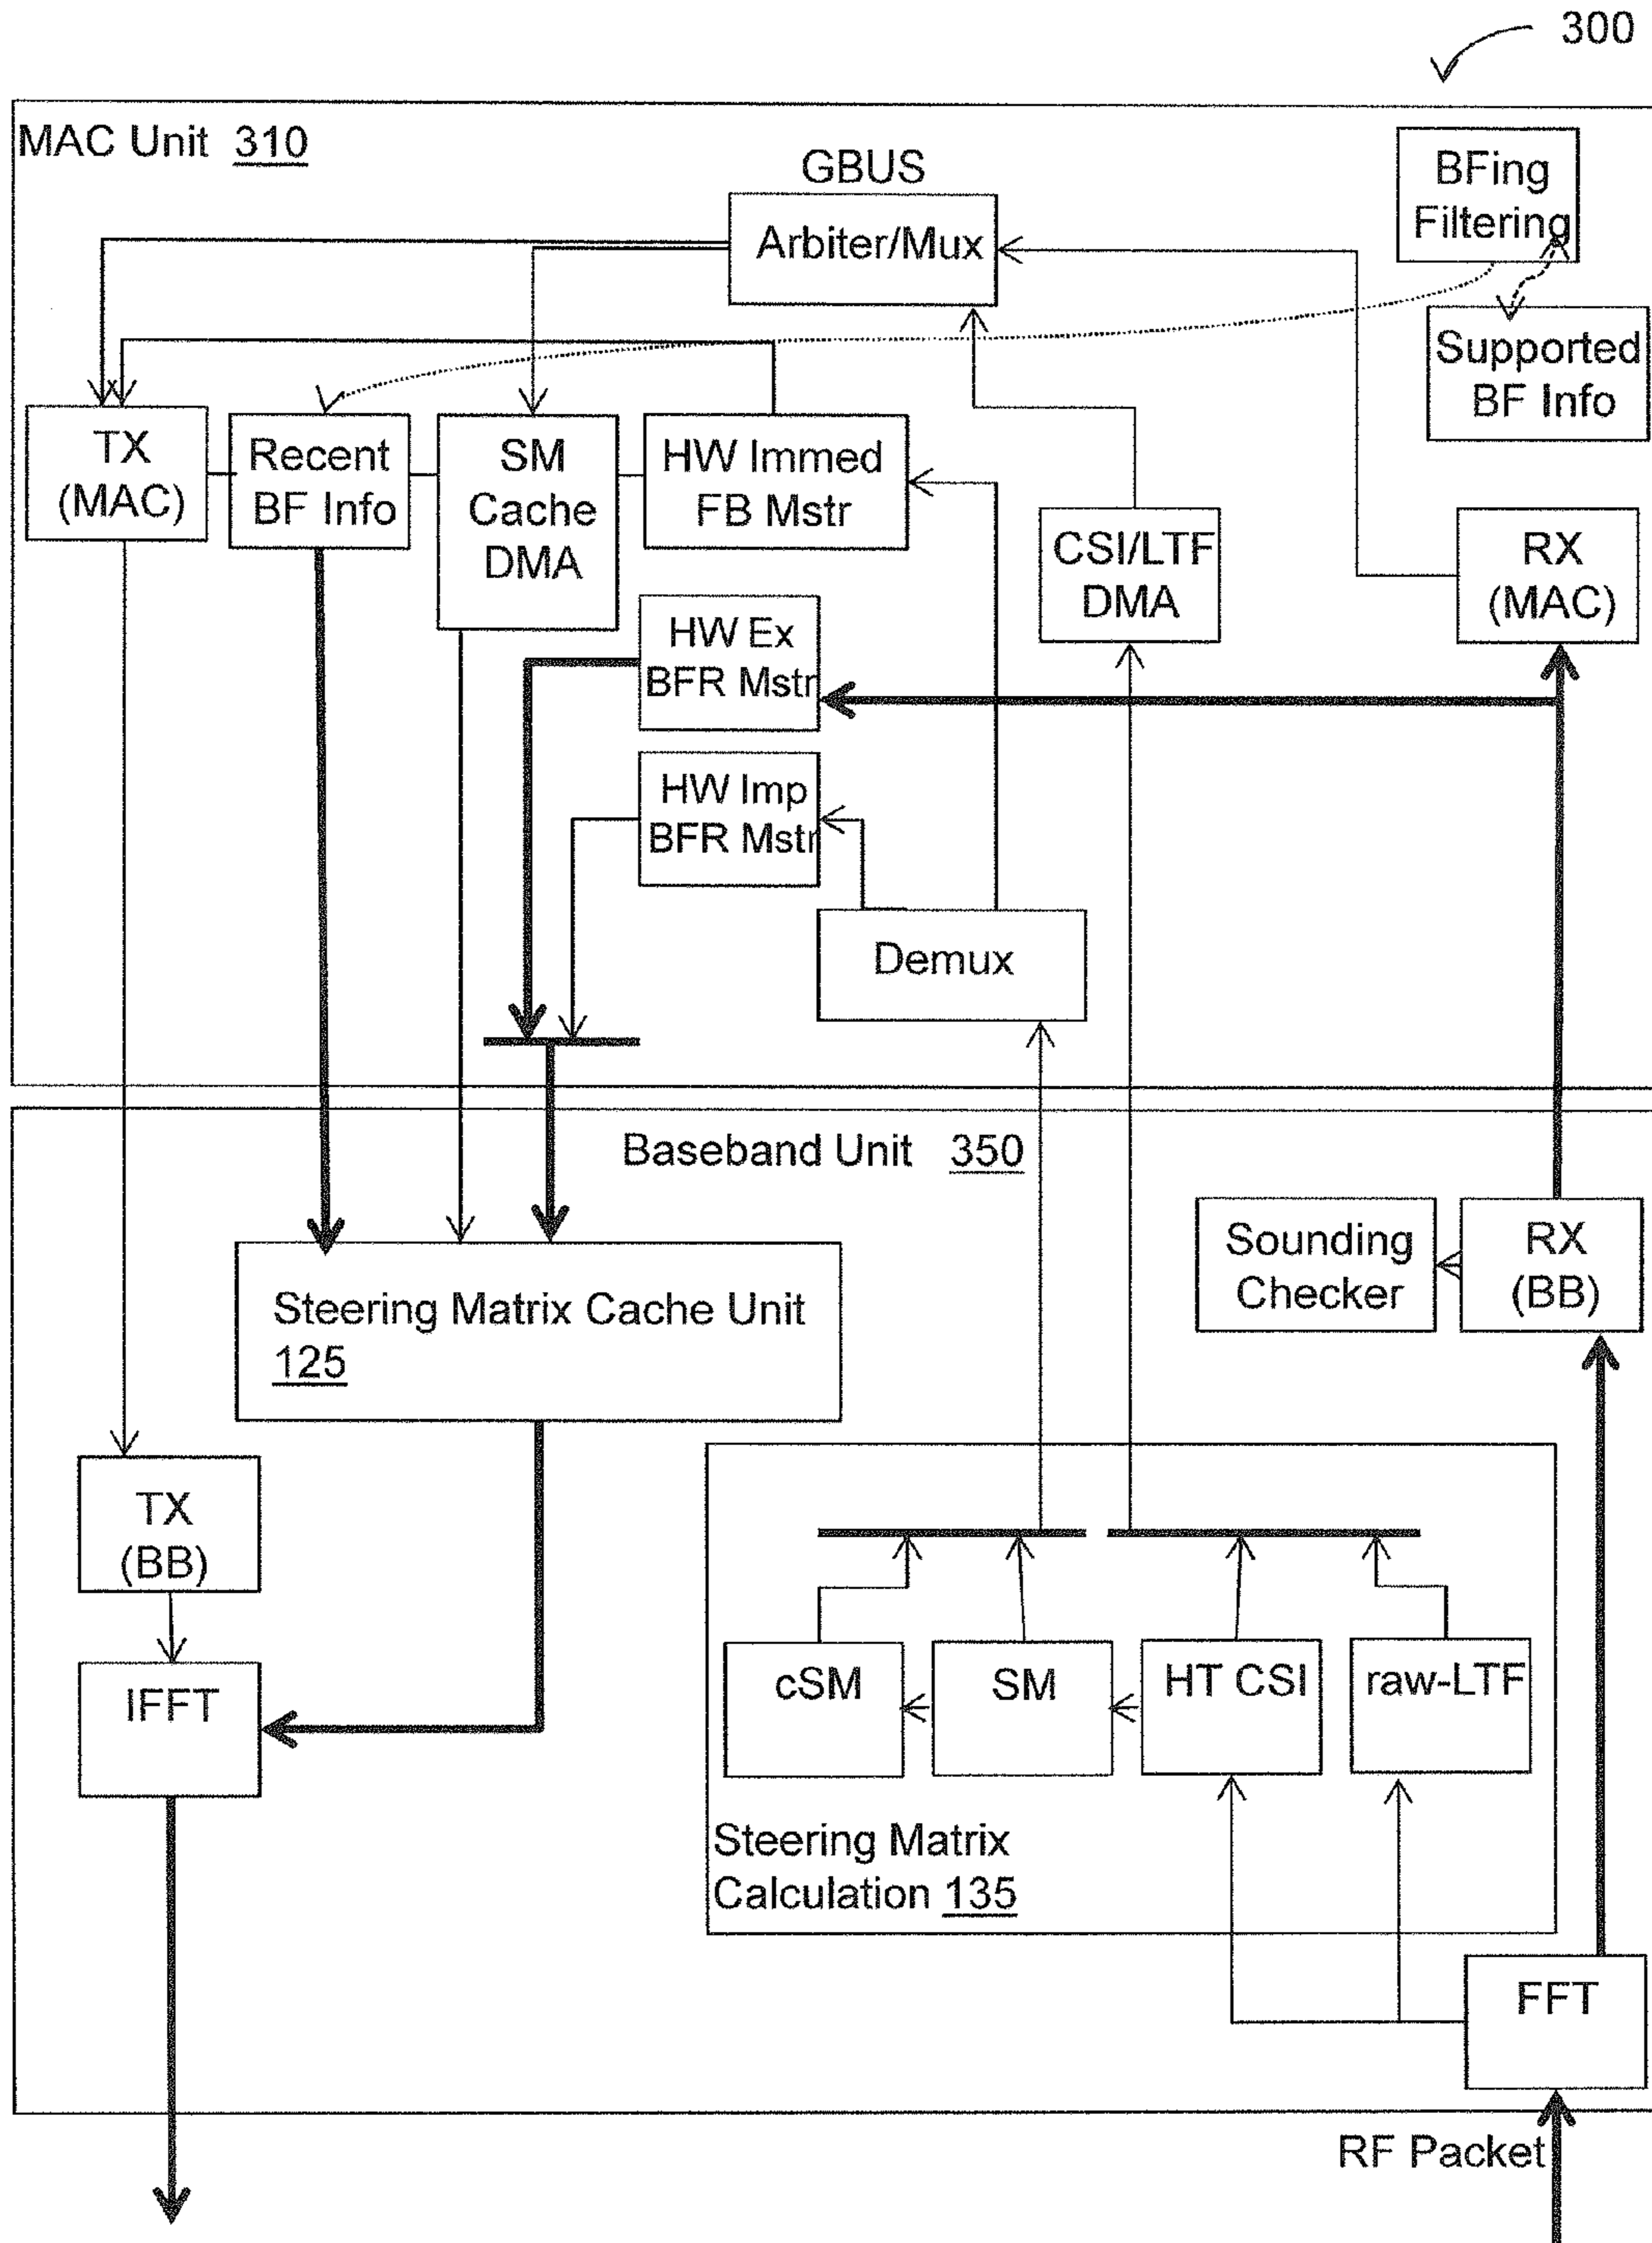 300
MAC Unit 310
GBUS
Arbiter/Mux
BFing
Filtering
Supported
BF Info
TX
(MAC)
Recent
BF Info
SM
Cache
DMA
HW Immed
FB Mstr
CSI/LTF
DMA
RX
(MAC)
HW Ex
BFR Mstr
HW Imp
BFR Mstr
Demux
Baseband Unit 350
Sounding
Checker
RX
(BB)
Steering Matrix Cache Unit
125
TX
(BB)
IFFT
cSM
SM
HT CSI
raw-LTF
Steering Matrix
Calculation 135
FFT
RF Packet